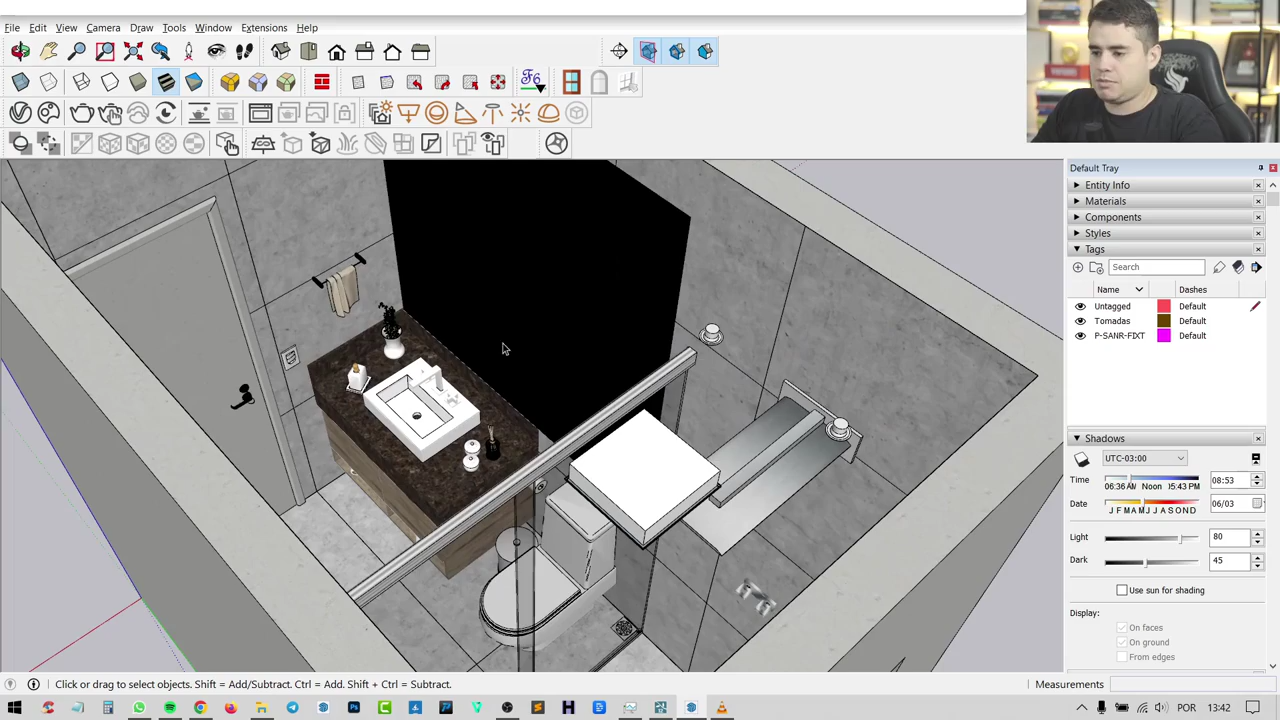 File Edit View Camera Draw Tools Window Extensions Help
F6
Default Tray
Entity Info
Materials
Components
Styles
Tags
Search
Name Dashes
Untagged Default
Tomadas Default
P-SANR-FIXT Default
Shadows
UTC-03:00
Time 08:53
06:36 AM Noon 05:43 PM
Date 06/03
J F M A M J J A S O N D
Light 80
Dark 45
Use sun for shading
Display:
On faces
On ground
From edges
Click or drag to select objects. Shift = Add/Subtract. Ctrl = Add. Shift + Ctrl = Subtract.
Measurements
POR 13:42